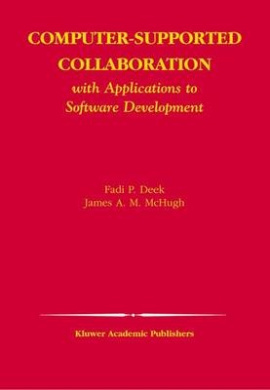 COMPUTER-SUPPORTED
COLLABORATION
with Applications to
Software Development
Fadi P. Deek
James A. M. McHugh
Kluwer Academic Publishers